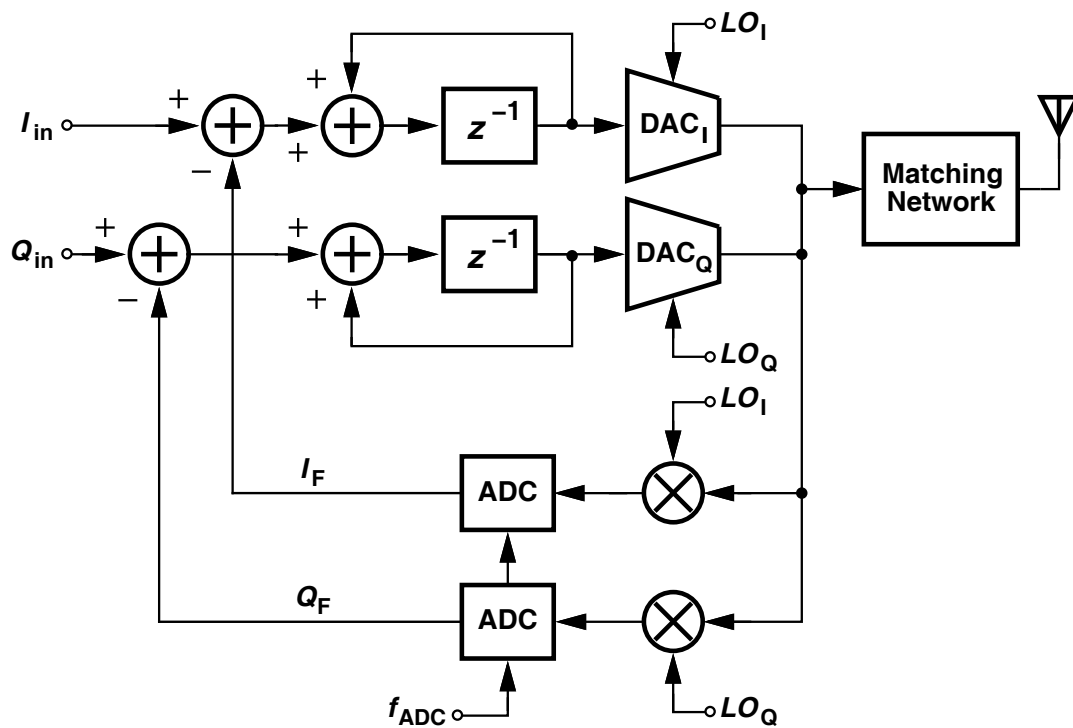 LO_I
+
+
+
I_in
z^−1
DAC_I
Matching
Network
−
+
+
+
Q_in
z^−1
DAC_Q
−
+
LO_Q
LO_I
I_F
ADC
Q_F
ADC
f_ADC
LO_Q